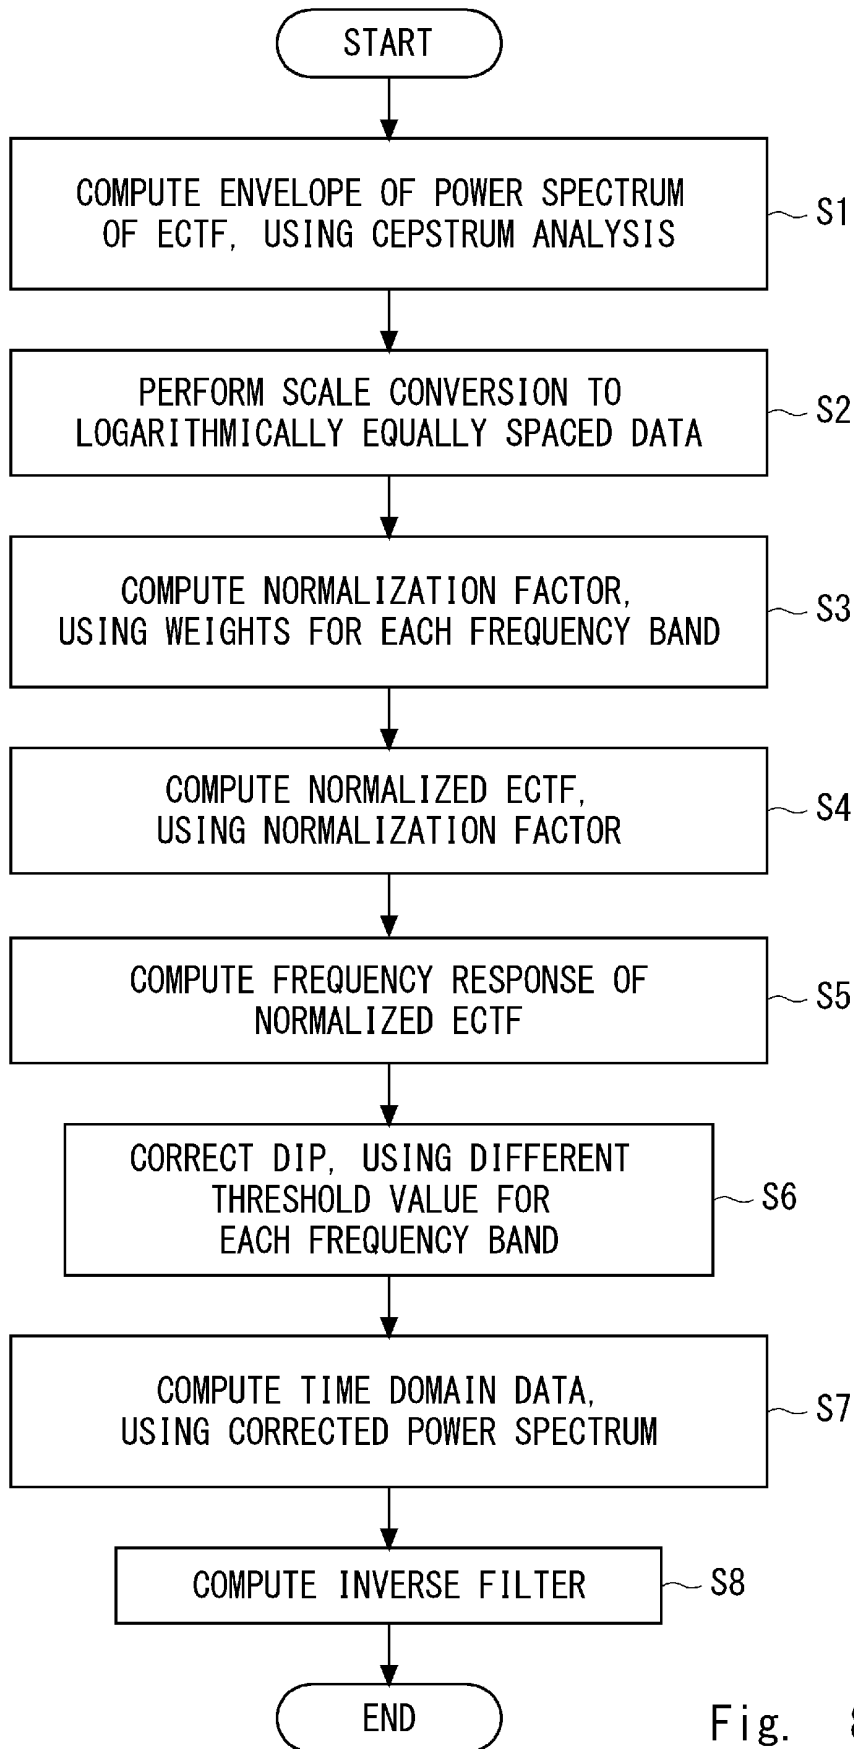 START
COMPUTE ENVELOPE OF POWER SPECTRUM
OF ECTF, USING CEPSTRUM ANALYSIS
S1
PERFORM SCALE CONVERSION TO
LOGARITHMICALLY EQUALLY SPACED DATA
S2
COMPUTE NORMALIZATION FACTOR,
USING WEIGHTS FOR EACH FREQUENCY BAND
S3
COMPUTE NORMALIZED ECTF,
USING NORMALIZATION FACTOR
S4
COMPUTE FREQUENCY RESPONSE OF
NORMALIZED ECTF
S5
CORRECT DIP, USING DIFFERENT
THRESHOLD VALUE FOR
EACH FREQUENCY BAND
S6
COMPUTE TIME DOMAIN DATA,
USING CORRECTED POWER SPECTRUM
S7
COMPUTE INVERSE FILTER
S8
END
Fig.